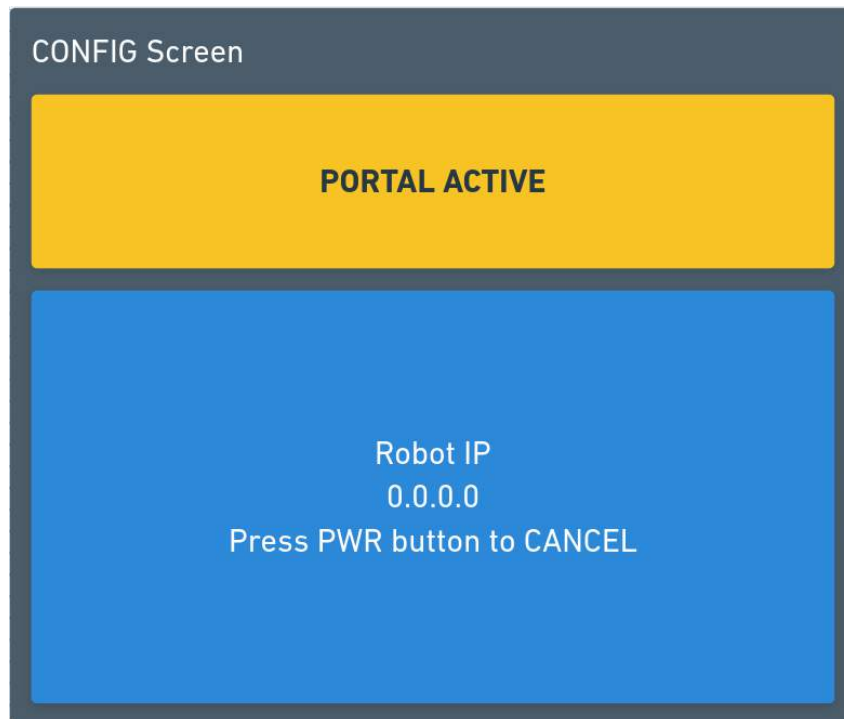 CONFIG Screen
PORTAL ACTIVE
Robot IP
0.0.0.0
Press PWR button to CANCEL